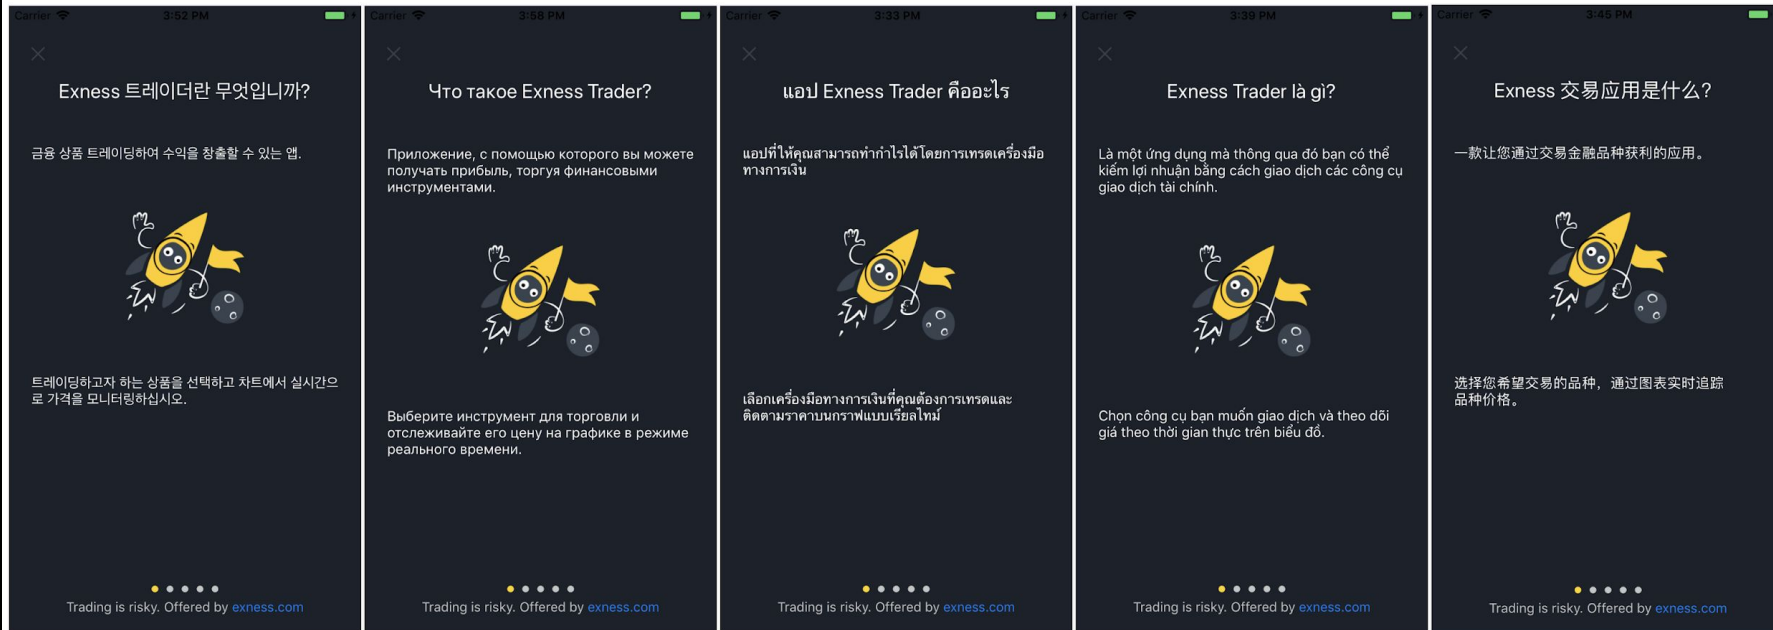 Carrier 3:52 PM
Exness 트레이더란 무엇입니까?
금융 상품 트레이딩하여 수익을 창출할 수 있는 앱.
트레이딩하고자 하는 상품을 선택하고 차트에서 실시간으
로 가격을 모니터링하십시오.
Trading is risky. Offered by exness.com
Carrier 3:58 PM
Что такое Exness Trader?
Приложение, с помощью которого вы можете
получать прибыль, торгуя финансовыми
инструментами.
Выберите инструмент для торговли и
отслеживайте его цену на графике в режиме
реального времени.
Trading is risky. Offered by exness.com
Carrier 3:33 PM
แอป Exness Trader คืออะไร
แอปที่ให้คุณสามารถทำกำไรได้โดยการเทรดเครื่องมือ
ทางการเงิน
เลือกเครื่องมือทางการเงินที่คุณต้องการเทรดและ
ติดตามราคาบนกราฟแบบเรียลไทม์
Trading is risky. Offered by exness.com
Carrier 3:39 PM
Exness Trader là gì?
Là một ứng dụng mà thông qua đó bạn có thể
kiếm lợi nhuận bằng cách giao dịch các công cụ
giao dịch tài chính.
Chọn công cụ bạn muốn giao dịch và theo dõi
giá theo thời gian thực trên biểu đồ.
Trading is risky. Offered by exness.com
Carrier 3:45 PM
Exness 交易应用是什么?
一款让您通过交易金融品种获利的应用。
选择您希望交易的品种，通过图表实时追踪
品种价格。
Trading is risky. Offered by exness.com